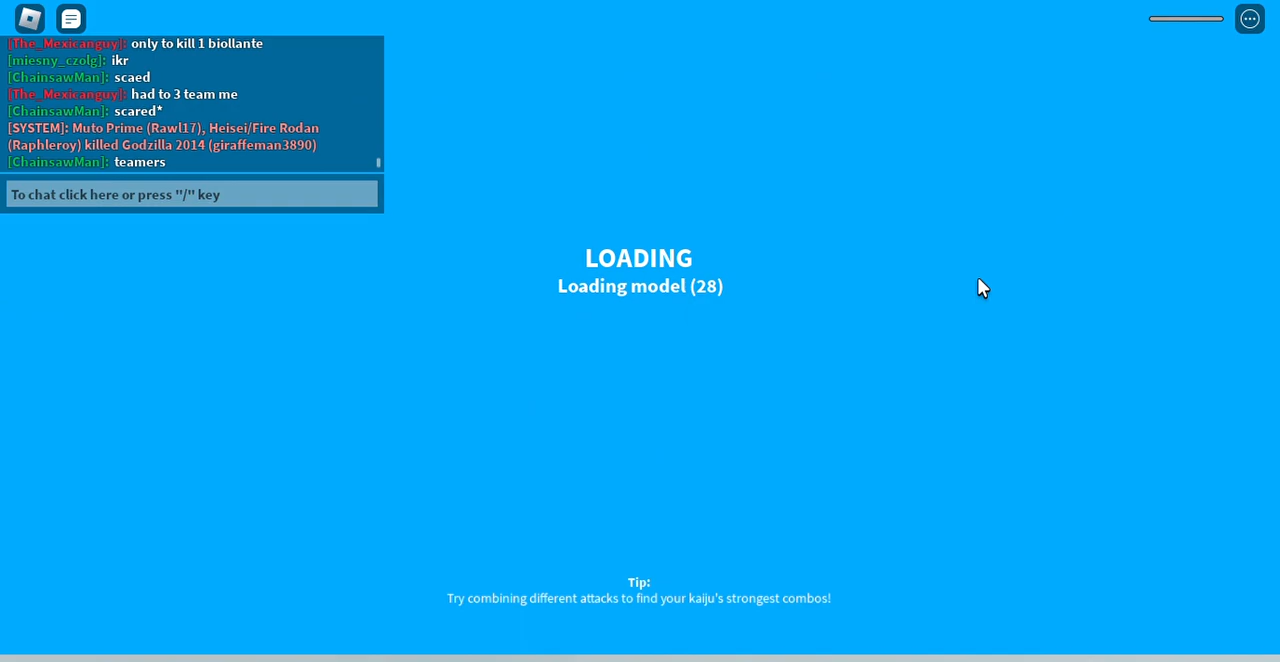 [The_Mexicanguy]: only to kill 1 biollante
[miesny_czolg]: ikr
[ChainsawMan]: scaed
[The_Mexicanguy]: had to 3 team me
[ChainsawMan]: scared*
[SYSTEM]: Muto Prime (Rawl17), Heisei/Fire Rodan
(Raphleroy) killed Godzilla 2014 (giraffeman3890)
[ChainsawMan]: teamers
To chat click here or press "/" key
LOADING
Loading model (28)
Tip:
Try combining different attacks to find your kaiju's strongest combos!